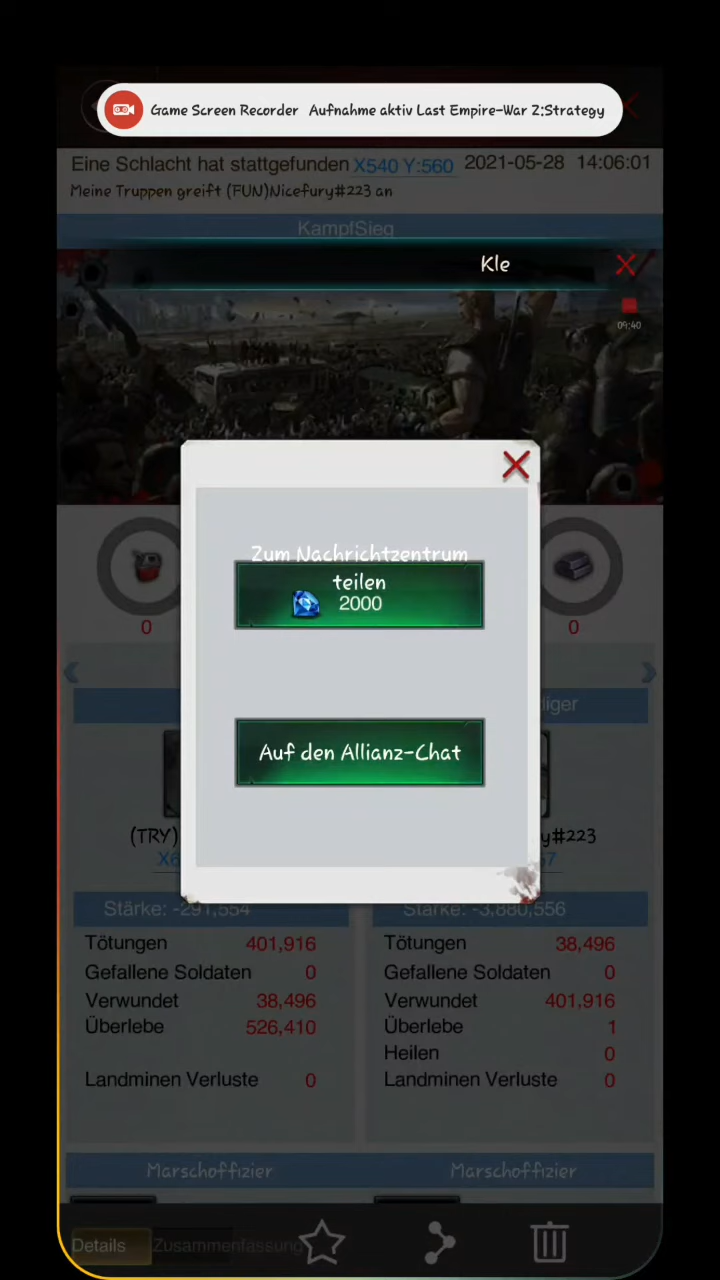 Game Screen Recorder Aufnahme aktiv Last Empire-War Z:Strategy
Eine Schlacht hat stattgefunden X540 Y:560 2021-05-28 14:06:01
Meine Truppen greift (FUN)Nicefury#223 an
KampfSieg
Kle
09:40
Zum Nachrichtzentrum
teilen
2000
0 0
Auf den Allianz-Chat
(TRY) y#223
Stärke: -291,554 Stärke: -3,880,556
Tötungen 401,916 Tötungen 38,496
Gefallene Soldaten 0 Gefallene Soldaten 0
Verwundet 38,496 Verwundet 401,916
Überlebe 526,410 Überlebe 1
Heilen 0
Landminen Verluste 0 Landminen Verluste 0
Marschoffizier Marschoffizier
Details Zusammenfassung